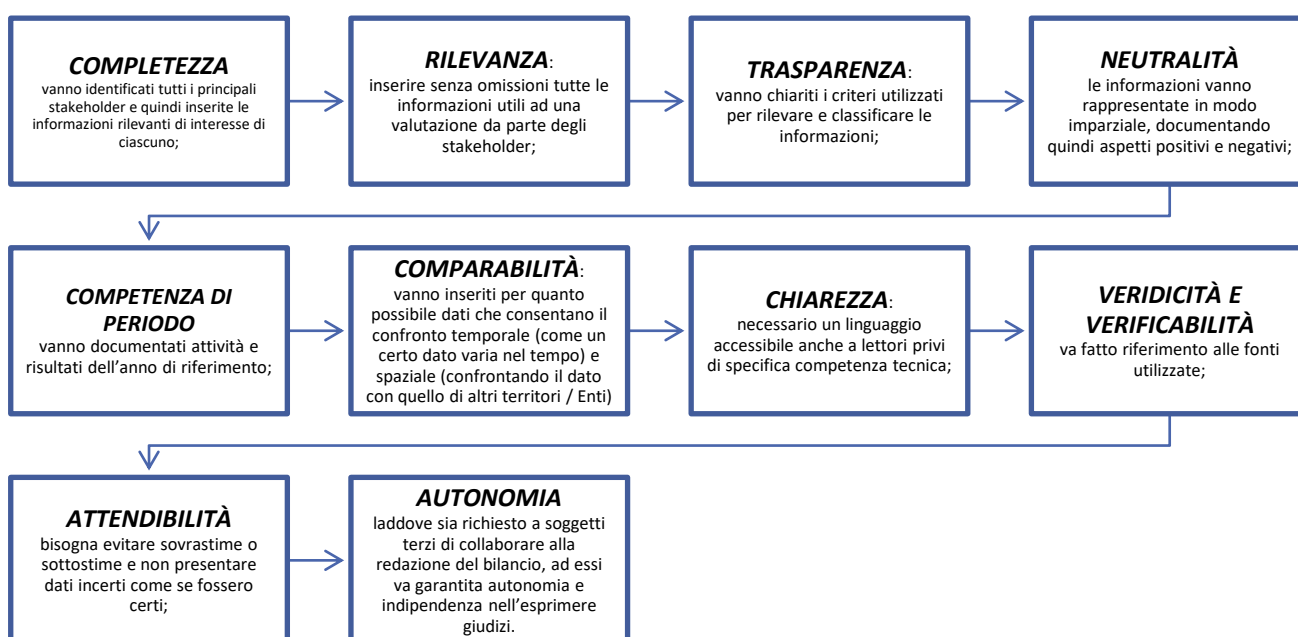 COMPLETEZZA
vanno identificati tutti i principali
stakeholder e quindi inserite le
informazioni rilevanti di interesse di
ciascuno;
RILEVANZA:
inserire senza omissioni tutte le
informazioni utili ad una
valutazione da parte degli
stakeholder;
TRASPARENZA:
vanno chiariti i criteri utilizzati
per rilevare e classificare le
informazioni;
NEUTRALITÀ
le informazioni vanno
rappresentate in modo
imparziale, documentando
quindi aspetti positivi e negativi;
COMPETENZA DI
PERIODO
vanno documentati attività e
risultati dell’anno di riferimento;
COMPARABILITÀ:
vanno inseriti per quanto
possibile dati che consentano il
confronto temporale (come un
certo dato varia nel tempo) e
spaziale (confrontando il dato
con quello di altri territori / Enti)
CHIAREZZA:
necessario un linguaggio
accessibile anche a lettori privi
di specifica competenza tecnica;
VERIDICITÀ E
VERIFICABILITÀ
va fatto riferimento alle fonti
utilizzate;
ATTENDIBILITÀ
bisogna evitare sovrastime o
sottostime e non presentare
dati incerti come se fossero
certi;
AUTONOMIA
laddove sia richiesto a soggetti
terzi di collaborare alla
redazione del bilancio, ad essi
va garantita autonomia e
indipendenza nell’esprimere
giudizi.